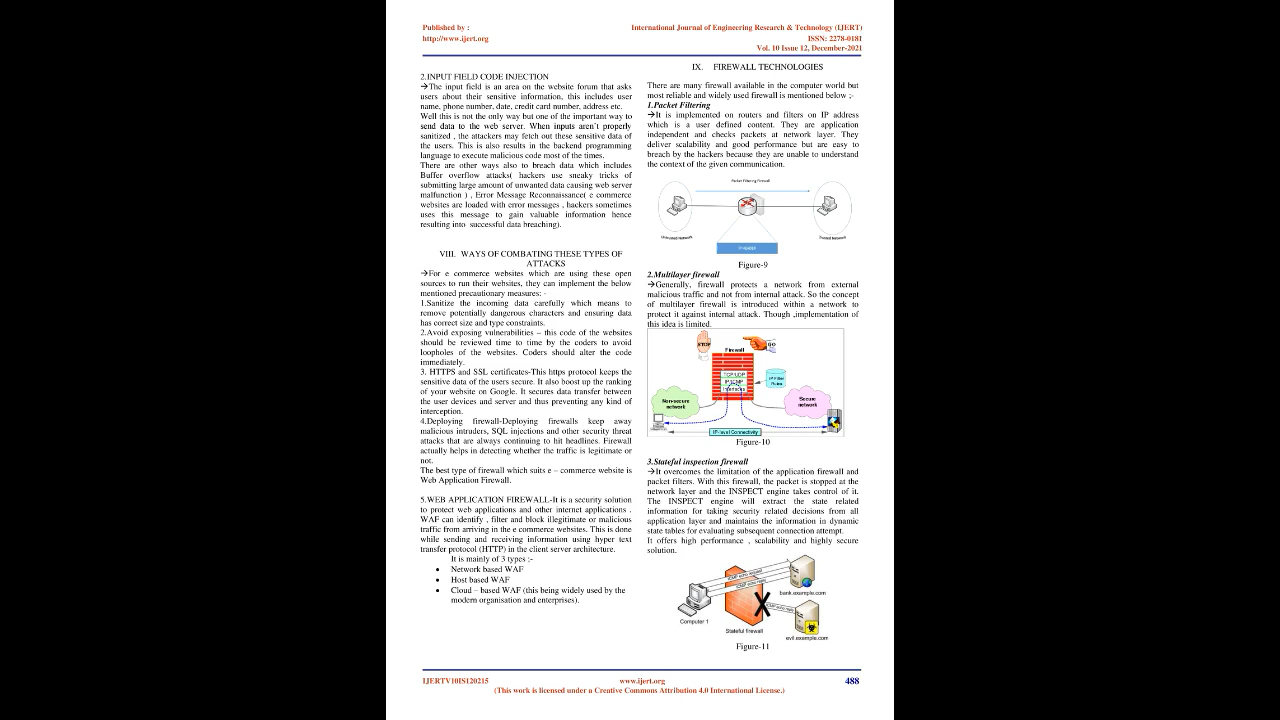 Published by :
http://www.ijert.org
International Journal of Engineering Research & Technology (IJERT)
ISSN: 2278-0181
Vol. 10 Issue 12, December-2021
2.INPUT FIELD CODE INJECTION
→The input field is an area on the website forum that asks
users about their sensitive information, this includes user
name, phone number, date, credit card number, address etc.
Well this is not the only way but one of the important way to
send data to the web server. When inputs aren't properly
sanitized , the attackers may fetch out these sensitive data of
the users. This is also results in the backend programming
language to execute malicious code most of the times.
There are other ways also to breach data which includes
Buffer overflow attacks( hackers use sneaky tricks of
submitting large amount of unwanted data causing web server
malfunction ) , Error Message Reconnaissance( e commerce
websites are loaded with error messages , hackers sometimes
uses this message to gain valuable information hence
resulting into successful data breaching).
VIII. WAYS OF COMBATING THESE TYPES OF
ATTACKS
→For e commerce websites which are using these open
sources to run their websites, they can implement the below
mentioned precautionary measures: -
1.Sanitize the incoming data carefully which means to
remove potentially dangerous characters and ensuring data
has correct size and type constraints.
2.Avoid exposing vulnerabilities – this code of the websites
should be reviewed time to time by the coders to avoid
loopholes of the websites. Coders should alter the code
immediately.
3. HTTPS and SSL certificates-This https protocol keeps the
sensitive data of the users secure. It also boost up the ranking
of your website on Google. It secures data transfer between
the user devices and server and thus preventing any kind of
interception.
4.Deploying firewall-Deploying firewalls keep away
malicious intruders, SQL injections and other security threat
attacks that are always continuing to hit headlines. Firewall
actually helps in detecting whether the traffic is legitimate or
not.
The best type of firewall which suits e – commerce website is
Web Application Firewall.
5.WEB APPLICATION FIREWALL-It is a security solution
to protect web applications and other internet applications .
WAF can identify , filter and block illegitimate or malicious
traffic from arriving in the e commerce websites. This is done
while sending and receiving information using hyper text
transfer protocol (HTTP) in the client server architecture.
It is mainly of 3 types ;-
• Network based WAF
• Host based WAF
• Cloud – based WAF (this being widely used by the
modern organisation and enterprises).
IX. FIREWALL TECHNOLOGIES
There are many firewall available in the computer world but
most reliable and widely used firewall is mentioned below ;-
1.Packet Filtering
→It is implemented on routers and filters on IP address
which is a user defined content. They are application
independent and checks packets at network layer. They
deliver scalability and good performance but are easy to
breach by the hackers because they are unable to understand
the context of the given communication.
Packet Filtering Firewall
Untrusted Network
Trusted Network
Figure-9
2.Multilayer firewall
→Generally, firewall protects a network from external
malicious traffic and not from internal attack. So the concept
of multilayer firewall is introduced within a network to
protect it against internal attack. Though ,implementation of
this idea is limited.
STOP
GO
Firewall
TCP/UDP
IP/ICMP
Interfaces
IP Filter
Rules
Non-secure
network
Secure
network
IP-level Connectivity
Figure-10
3.Stateful inspection firewall
→It overcomes the limitation of the application firewall and
packet filters. With this firewall, the packet is stopped at the
network layer and the INSPECT engine takes control of it.
The INSPECT engine will extract the state related
information for taking security related decisions from all
application layer and maintains the information in dynamic
state tables for evaluating subsequent connection attempt.
It offers high performance , scalability and highly secure
solution.
ICMP echo request
ICMP echo reply
ICMP echo reply
Computer 1
Stateful firewall
bank.example.com
evil.example.com
Figure-11
IJERTV10IS120215
www.ijert.org
488
(This work is licensed under a Creative Commons Attribution 4.0 International License.)